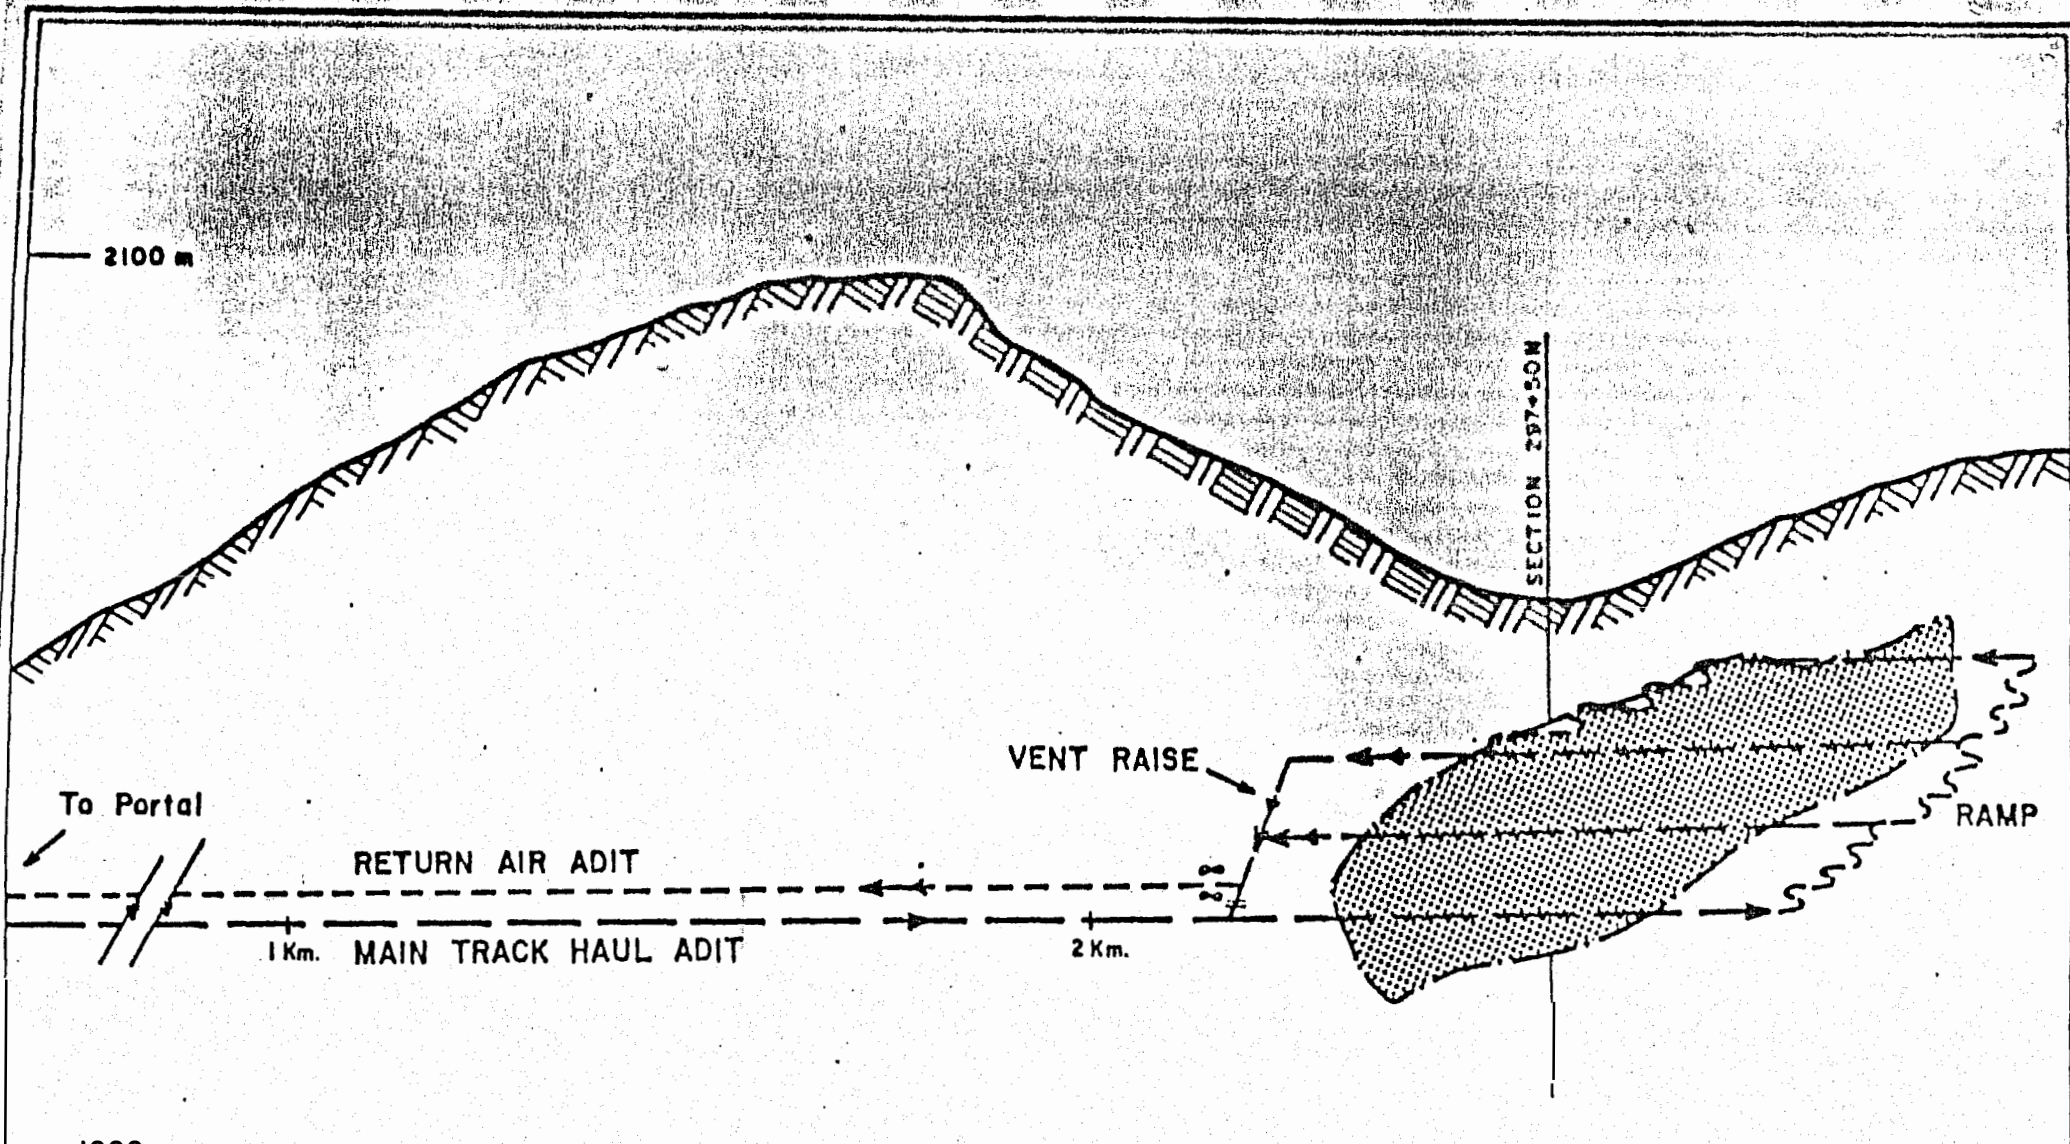 2100 m
SECTION 297+50N
VENT RAISE
To Portal
RAMP
RETURN AIR ADIT
1 Km.
MAIN TRACK HAUL ADIT
2 Km.